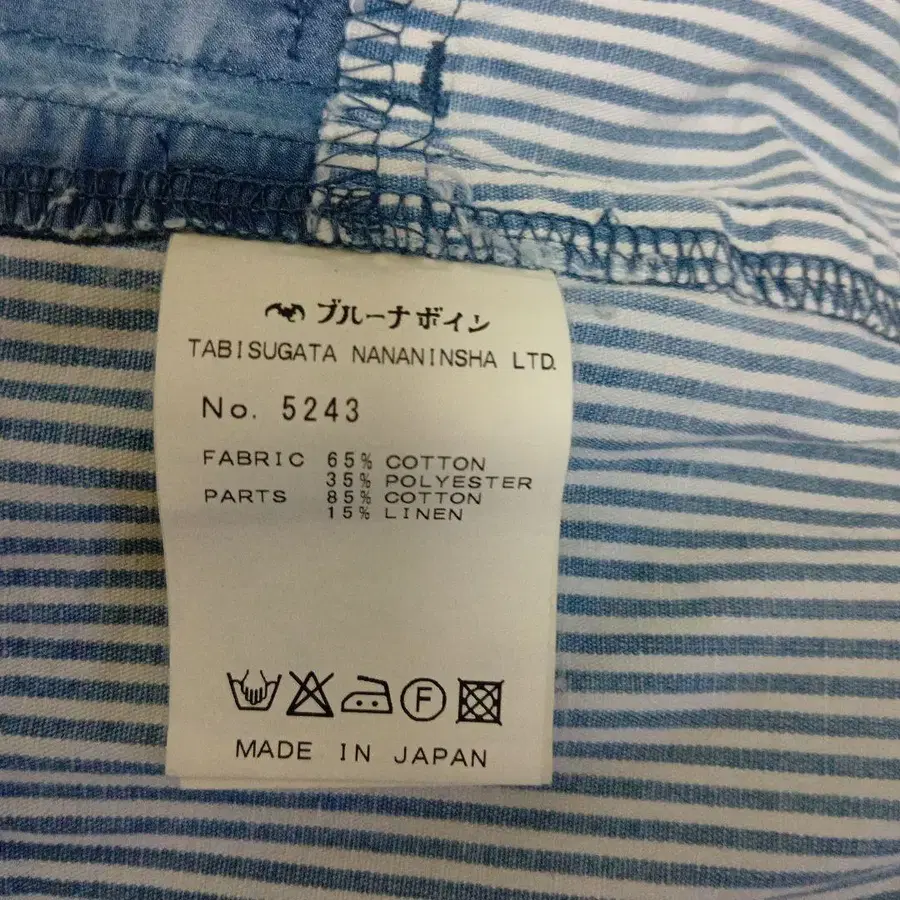 ブルーナボイン
TABISUGATA NANANINSHA LTD.
No. 5243
FABRIC 65% COTTON
35% POLYESTER
PARTS 85% COTTON
15% LINEN
F
MADE IN JAPAN